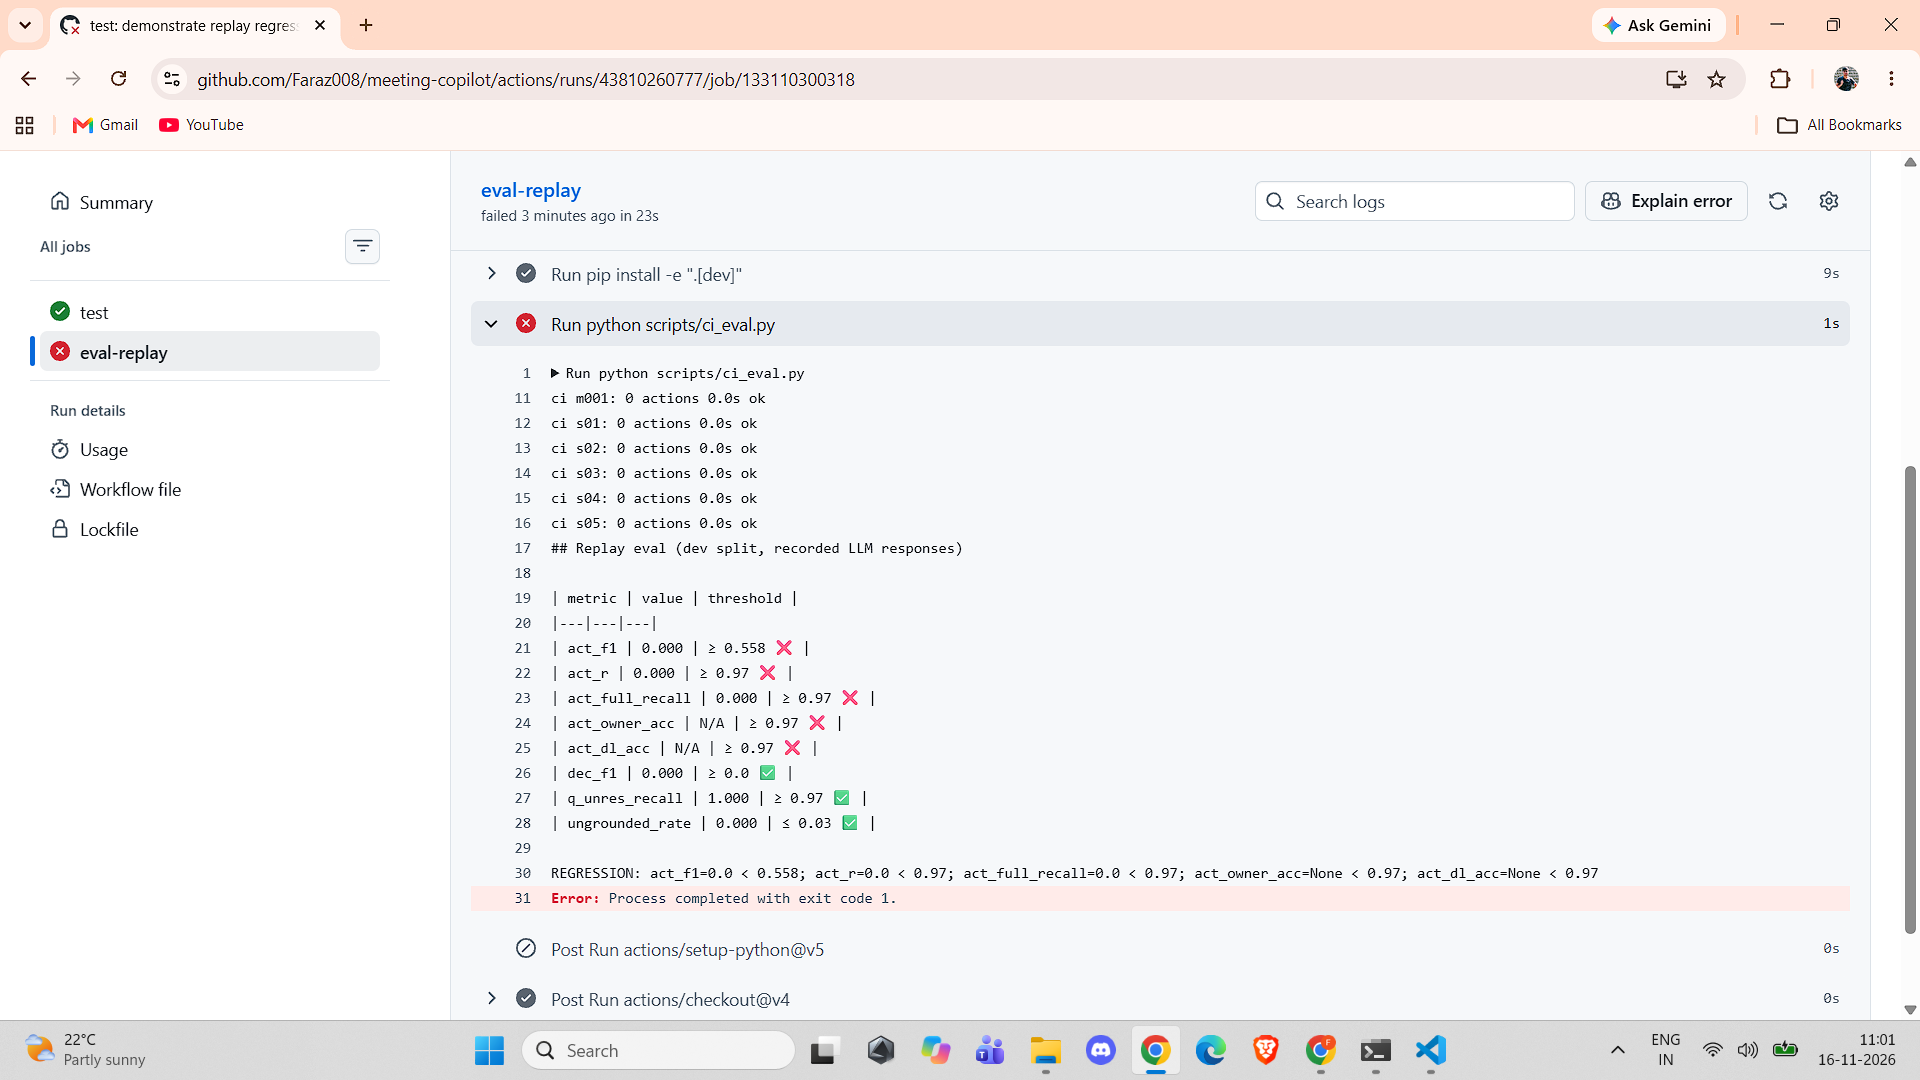 test: demonstrate replay regres
Ask Gemini
github.com/Faraz008/meeting-copilot/actions/runs/43810260777/job/133110300318
Gmail
YouTube
All Bookmarks
Summary
All jobs
test
eval-replay
Run details
Usage
Workflow file
Lockfile
eval-replay
failed 3 minutes ago in 23s
Search logs
Explain error
Run pip install -e ".[dev]" 9s
Run python scripts/ci_eval.py 1s
1 ▶ Run python scripts/ci_eval.py
11 ci m001: 0 actions 0.0s ok
12 ci s01: 0 actions 0.0s ok
13 ci s02: 0 actions 0.0s ok
14 ci s03: 0 actions 0.0s ok
15 ci s04: 0 actions 0.0s ok
16 ci s05: 0 actions 0.0s ok
17 ## Replay eval (dev split, recorded LLM responses)
18
19 | metric | value | threshold |
20 |---|---|---|
21 | act_f1 | 0.000 | ≥ 0.558 ❌ |
22 | act_r | 0.000 | ≥ 0.97 ❌ |
23 | act_full_recall | 0.000 | ≥ 0.97 ❌ |
24 | act_owner_acc | N/A | ≥ 0.97 ❌ |
25 | act_dl_acc | N/A | ≥ 0.97 ❌ |
26 | dec_f1 | 0.000 | ≥ 0.0 ✅ |
27 | q_unres_recall | 1.000 | ≥ 0.97 ✅ |
28 | ungrounded_rate | 0.000 | ≤ 0.03 ✅ |
29
30 REGRESSION: act_f1=0.0 < 0.558; act_r=0.0 < 0.97; act_full_recall=0.0 < 0.97; act_owner_acc=None < 0.97; act_dl_acc=None < 0.97
31 Error: Process completed with exit code 1.
Post Run actions/setup-python@v5 0s
Post Run actions/checkout@v4 0s
22°C
Partly sunny
Search
ENG
IN
11:01
16-11-2026